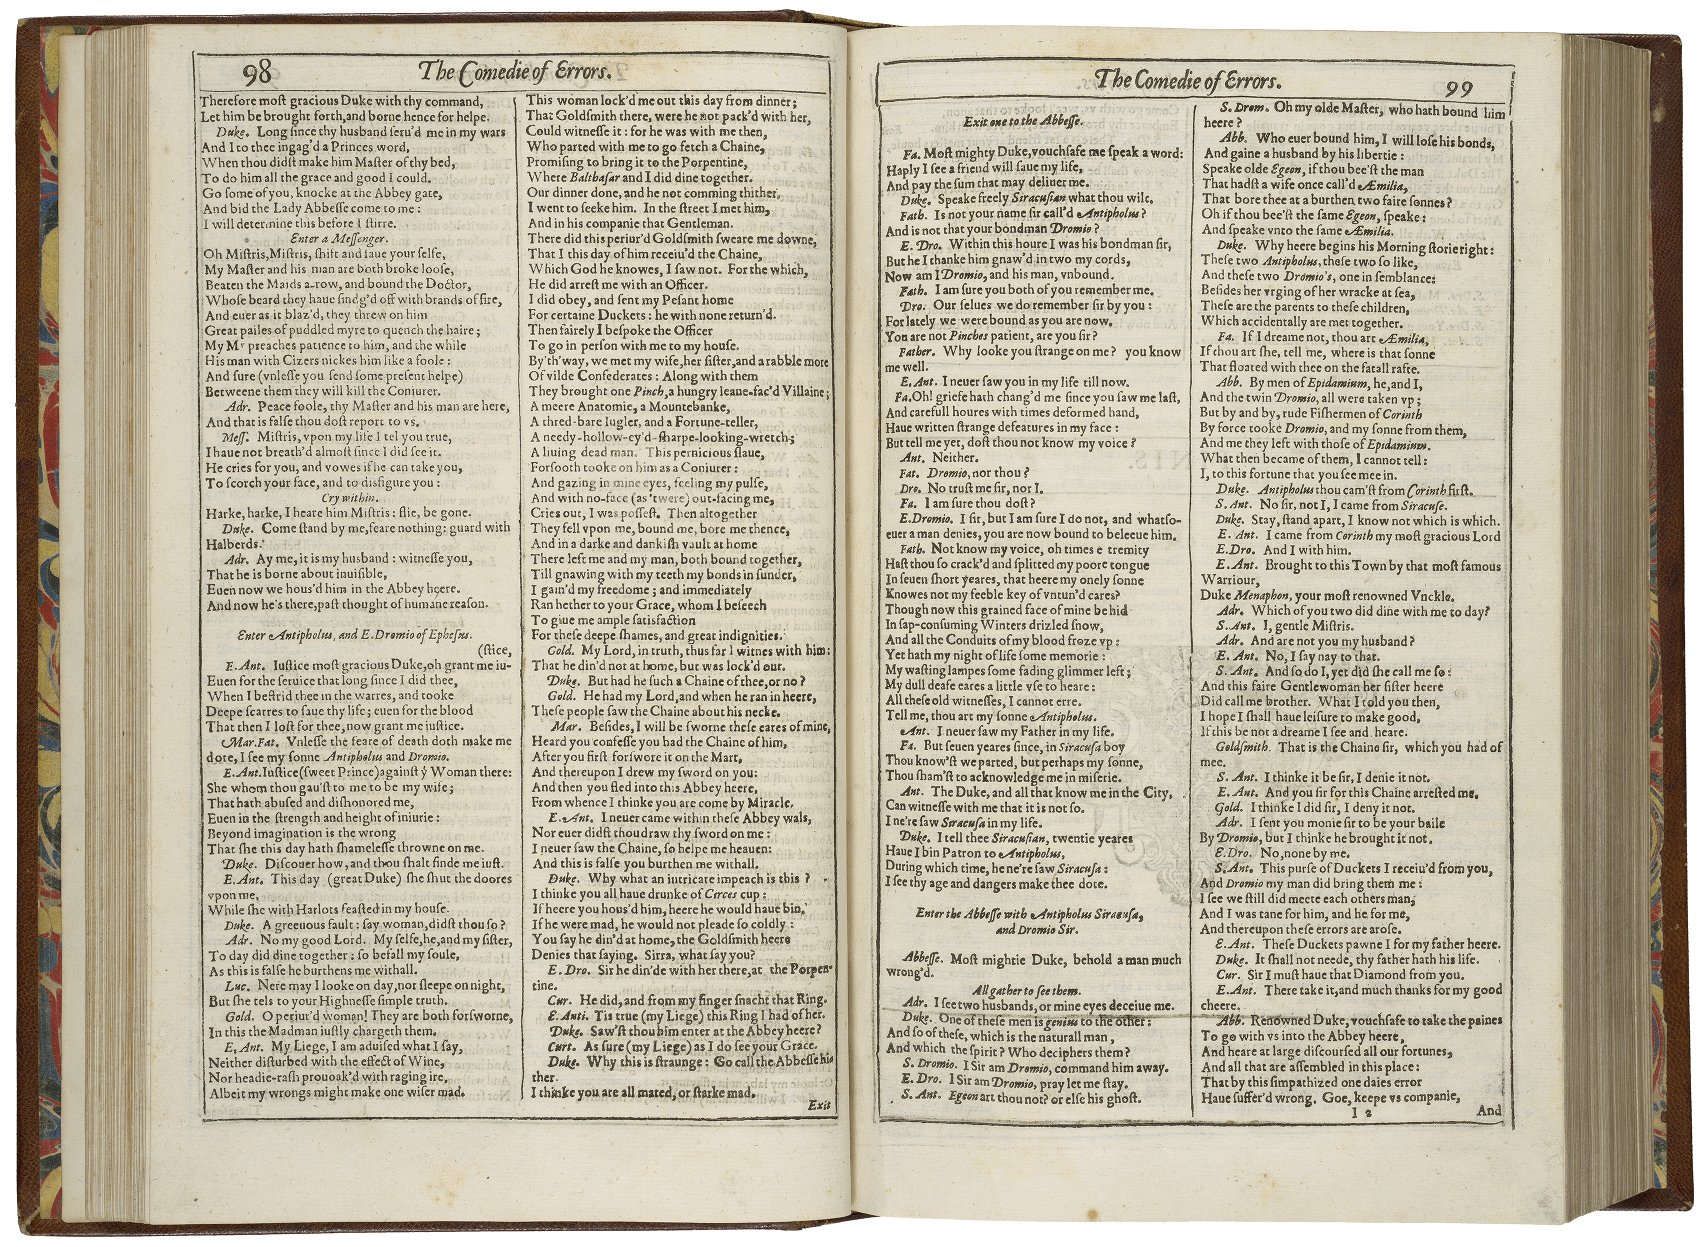 98 The Comedie of Errors.
Therefore most gracious Duke with thy command,
Let him be brought forth, and borne hence for helpe.
Duke. Long since thy husband seru'd me in my wars
And I to thee ingag'd a Princes word,
When thou didst make him Master of thy bed,
To do him all the grace and good I could.
Go some of you, knocke at the Abbey gate,
And bid the Lady Abbesse come to me:
I will determine this before I stirre.
Enter a Messenger.
Oh Mistris, Mistris, shift and saue your selfe,
My Master and his man are both broke loose,
Beaten the Maids a-row, and bound the Doctor,
Whose beard they haue sindg'd off with brands of fire,
And euer as it blaz'd, they threw on him
Great pailes of puddled myre to quench the haire;
My Mr preaches patience to him, and the while
His man with Cizers nickes him like a foole:
And sure (vnlesse you send some present helpe)
Betweene them they will kill the Coniurer.
Adr. Peace foole, thy Master and his man are here,
And that is false thou dost report to vs.
Mess. Mistris, vpon my life I tel you true,
I haue not breath'd almost since I did see it.
He cries for you, and vowes if he can take you,
To scorch your face, and to disfigure you:
Cry within.
Harke, harke, I heare him Mistris: flie, be gone.
Duke. Come stand by me, feare nothing: guard with
Halberds.
Adr. Ay me, it is my husband: witnesse you,
That he is borne about inuisible,
Euen now we hous'd him in the Abbey heere.
And now he's there, past thought of humane reason.
Enter Antipholus, and E.Dromio of Ephesus.
(stice,
E.Ant. Iustice most gracious Duke, oh grant me iu-
Euen for the seruice that long since I did thee,
When I bestrid thee in the warres, and tooke
Deepe scarres to saue thy life; euen for the blood
That then I lost for thee, now grant me iustice.
Mar.Fat. Vnlesse the feare of death doth make me
dote, I see my sonne Antipholus and Dromio.
E.Ant. Iustice (sweet Prince) against ẙ Woman there:
She whom thou gau'st to me to be my wife;
That hath abused and dishonored me,
Euen in the strength and height of iniurie:
Beyond imagination is the wrong
That she this day hath shamelesse throwne on me.
Duke. Discouer how, and thou shalt finde me iust.
E.Ant. This day (great Duke) she shut the doores
vpon me,
While she with Harlots feasted in my house.
Duke. A greeuous fault: say woman, didst thou so?
Adr. No my good Lord. My selfe, he, and my sister,
To day did dine together: so befall my soule,
As this is false he burthens me withall.
Luc. Nere may I looke on day, nor sleepe on night,
But she tels to your Highnesse simple truth.
Gold. O periur'd woman! They are both forsworne,
In this the Madman iustly chargeth them.
E.Ant. My Liege, I am aduised what I say,
Neither disturbed with the effect of Wine,
Nor headie-rash prouoak'd with raging ire,
Albeit my wrongs might make one wiser mad.
This woman lock'd me out this day from dinner;
That Goldsmith there, were he not pack'd with her,
Could witnesse it: for he was with me then,
Who parted with me to go fetch a Chaine,
Promising to bring it to the Porpentine,
Where Balthasar and I did dine together.
Our dinner done, and he not comming thither,
I went to seeke him. In the street I met him,
And in his companie that Gentleman.
There did this periur'd Goldsmith sweare me downe,
That I this day of him receiu'd the Chaine,
Which God he knowes, I saw not. For the which,
He did arrest me with an Officer.
I did obey, and sent my Pesant home
For certaine Duckets: he with none return'd.
Then fairely I bespoke the Officer
To go in person with me to my house.
By th'way, we met my wife, her sister, and a rabble more
Of vilde Confederates: Along with them
They brought one Pinch, a hungry leane-fac'd Villaine;
A meere Anatomie, a Mountebanke,
A thred-bare Iugler, and a Fortune-teller,
A needy-hollow-ey'd-sharpe-looking-wretch;
A liuing dead man. This pernicious slaue,
Forsooth tooke on him as a Coniurer:
And gazing in mine eyes, feeling my pulse,
And with no-face (as 'twere) out-facing me,
Cries out, I was possest. Then altogether
They fell vpon me, bound me, bore me thence,
And in a darke and dankish vault at home
There left me and my man, both bound together,
Till gnawing with my teeth my bonds in sunder,
I gain'd my freedome; and immediately
Ran hether to your Grace, whom I beseech
To giue me ample satisfaction
For these deepe shames, and great indignities.
Gold. My Lord, in truth, thus far I witnes with him:
That he din'd not at home, but was lock'd out.
Duke. But had he such a Chaine of thee, or no?
Gold. He had my Lord, and when he ran in heere,
These people saw the Chaine about his necke.
Mar. Besides, I will be sworne these eares of mine,
Heard you confesse you had the Chaine of him,
After you first forswore it on the Mart,
And thereupon I drew my sword on you:
And then you fled into this Abbey heere,
From whence I thinke you are come by Miracle.
E.Ant. I neuer came within these Abbey wals,
Nor euer didst thou draw thy sword on me:
I neuer saw the Chaine, so helpe me heauen:
And this is false you burthen me withall.
Duke. Why what an intricate impeach is this?
I thinke you all haue drunke of Circes cup:
If heere you hous'd him, heere he would haue bin.
If he were mad, he would not pleade so coldly:
You say he din'd at home, the Goldsmith heere
Denies that saying. Sirra, what say you?
E.Dro. Sir he din'de with her there, at the Porpen-
tine.
Cur. He did, and from my finger snacht that Ring.
E.Anti. Tis true (my Liege) this Ring I had of her.
Duke. Saw'st thou him enter at the Abbey heere?
Curt. As sure (my Liege) as I do see your Grace.
Duke. Why this is straunge: Go call the Abbesse hi-
ther.
I thinke you are all mated, or starke mad.
Exit
The Comedie of Errors. 99
Exit one to the Abbesse.
Fa. Most mighty Duke, vouchsafe me speak a word:
Haply I see a friend will saue my life,
And pay the sum that may deliuer me.
Duke. Speake freely Siracusian what thou wilt.
Fath. Is not your name sir call'd Antipholus?
And is not that your bondman Dromio?
E.Dro. Within this houre I was his bondman sir,
But he I thanke him gnaw'd in two my cords,
Now am I Dromio, and his man, vnbound.
Fath. I am sure you both of you remember me.
Dro. Our selues we do remember sir by you:
For lately we were bound as you are now.
You are not Pinches patient, are you sir?
Father. Why looke you strange on me? you know
me well.
E.Ant. I neuer saw you in my life till now.
Fa. Oh! griefe hath chang'd me since you saw me last,
And carefull houres with times deformed hand,
Haue written strange defeatures in my face:
But tell me yet, dost thou not know my voice?
Ant. Neither.
Fat. Dromio, nor thou?
Dro. No trust me sir, nor I.
Fa. I am sure thou dost?
E.Dromio. I sir, but I am sure I do not, and whatso-
euer a man denies, you are now bound to beleeue him.
Fath. Not know my voice, oh times e tremity
Hast thou so crack'd and splitted my poore tongue
In seuen short yeares, that heere my onely sonne
Knowes not my feeble key of vntun'd cares?
Though now this grained face of mine be hid
In sap-consuming Winters drizled snow,
And all the Conduits of my blood froze vp:
Yet hath my night of life some memorie:
My wasting lampes some fading glimmer left;
My dull deafe eares a little vse to heare:
All these old witnesses, I cannot erre.
Tell me, thou art my sonne Antipholus.
Ant. I neuer saw my Father in my life.
Fa. But seuen yeares since, in Siracusa boy
Thou know'st we parted, but perhaps my sonne,
Thou sham'st to acknowledge me in miserie.
Ant. The Duke, and all that know me in the City,
Can witnesse with me that it is not so.
I ne're saw Siracusa in my life.
Duke. I tell thee Siracusian, twentie yeares
Haue I bin Patron to Antipholus,
During which time, he ne're saw Siracusa:
I see thy age and dangers make thee dote.
Enter the Abbesse with Antipholus Siracusa,
and Dromio Sir.
Abbesse. Most mightie Duke, behold a man much
wrong'd.
All gather to see them.
Adr. I see two husbands, or mine eyes deceiue me.
Duke. One of these men is genius to the other:
And so of these, which is the naturall man,
And which the spirit? Who deciphers them?
S.Dromio. I Sir am Dromio, command him away.
E.Dro. I Sir am Dromio, pray let me stay.
S.Ant. Egeon art thou not? or else his ghost.
S.Drom. Oh my olde Master, who hath bound him
heere?
Abb. Who euer bound him, I will lose his bonds,
And gaine a husband by his libertie:
Speake olde Egeon, if thou bee'st the man
That hadst a wife once call'd Æmilia,
That bore thee at a burthen two faire sonnes?
Oh if thou bee'st the same Egeon, speake:
And speake vnto the same Æmilia.
Duke. Why heere begins his Morning storie right:
These two Antipholus, these two so like,
And these two Dromio's, one in semblance:
Besides her vrging of her wracke at sea,
These are the parents to these children,
Which accidentally are met together.
Fa. If I dreame not, thou art Æmilia,
If thou art she, tell me, where is that sonne
That floated with thee on the fatall rafte.
Abb. By men of Epidamium, he, and I,
And the twin Dromio, all were taken vp;
But by and by, rude Fishermen of Corinth
By force tooke Dromio, and my sonne from them,
And me they left with those of Epidamium.
What then became of them, I cannot tell:
I, to this fortune that you see mee in.
Duke. Antipholus thou cam'st from Corinth first.
S.Ant. No sir, not I, I came from Siracuse.
Duke. Stay, stand apart, I know not which is which.
E.Ant. I came from Corinth my most gracious Lord
E.Dro. And I with him.
E.Ant. Brought to this Town by that most famous
Warriour,
Duke Menaphon, your most renowned Vnckle.
Adr. Which of you two did dine with me to day?
S.Ant. I, gentle Mistris.
Adr. And are not you my husband?
E.Ant. No, I say nay to that.
S.Ant. And so do I, yet did she call me so:
And this faire Gentlewoman her sister heere
Did call me brother. What I told you then,
I hope I shall haue leisure to make good,
If this be not a dreame I see and heare.
Goldsmith. That is the Chaine sir, which you had of
mee.
S.Ant. I thinke it be sir, I denie it not.
E.Ant. And you sir for this Chaine arrested me.
Gold. I thinke I did sir, I deny it not.
Adr. I sent you monie sir to be your baile
By Dromio, but I thinke he brought it not.
E.Dro. No, none by me.
S.Ant. This purse of Duckets I receiu'd from you,
And Dromio my man did bring them me:
I see we still did meete each others man,
And I was tane for him, and he for me,
And thereupon these errors are arose.
E.Ant. These Duckets pawne I for my father heere.
Duke. It shall not neede, thy father hath his life.
Cur. Sir I must haue that Diamond from you.
E.Ant. There take it, and much thanks for my good
cheere.
Abb. Renowned Duke, vouchsafe to take the paines
To go with vs into the Abbey heere,
And heare at large discoursed all our fortunes,
And all that are assembled in this place:
That by this simpathized one daies error
Haue suffer'd wrong. Goe, keepe vs companie,
I 2 And